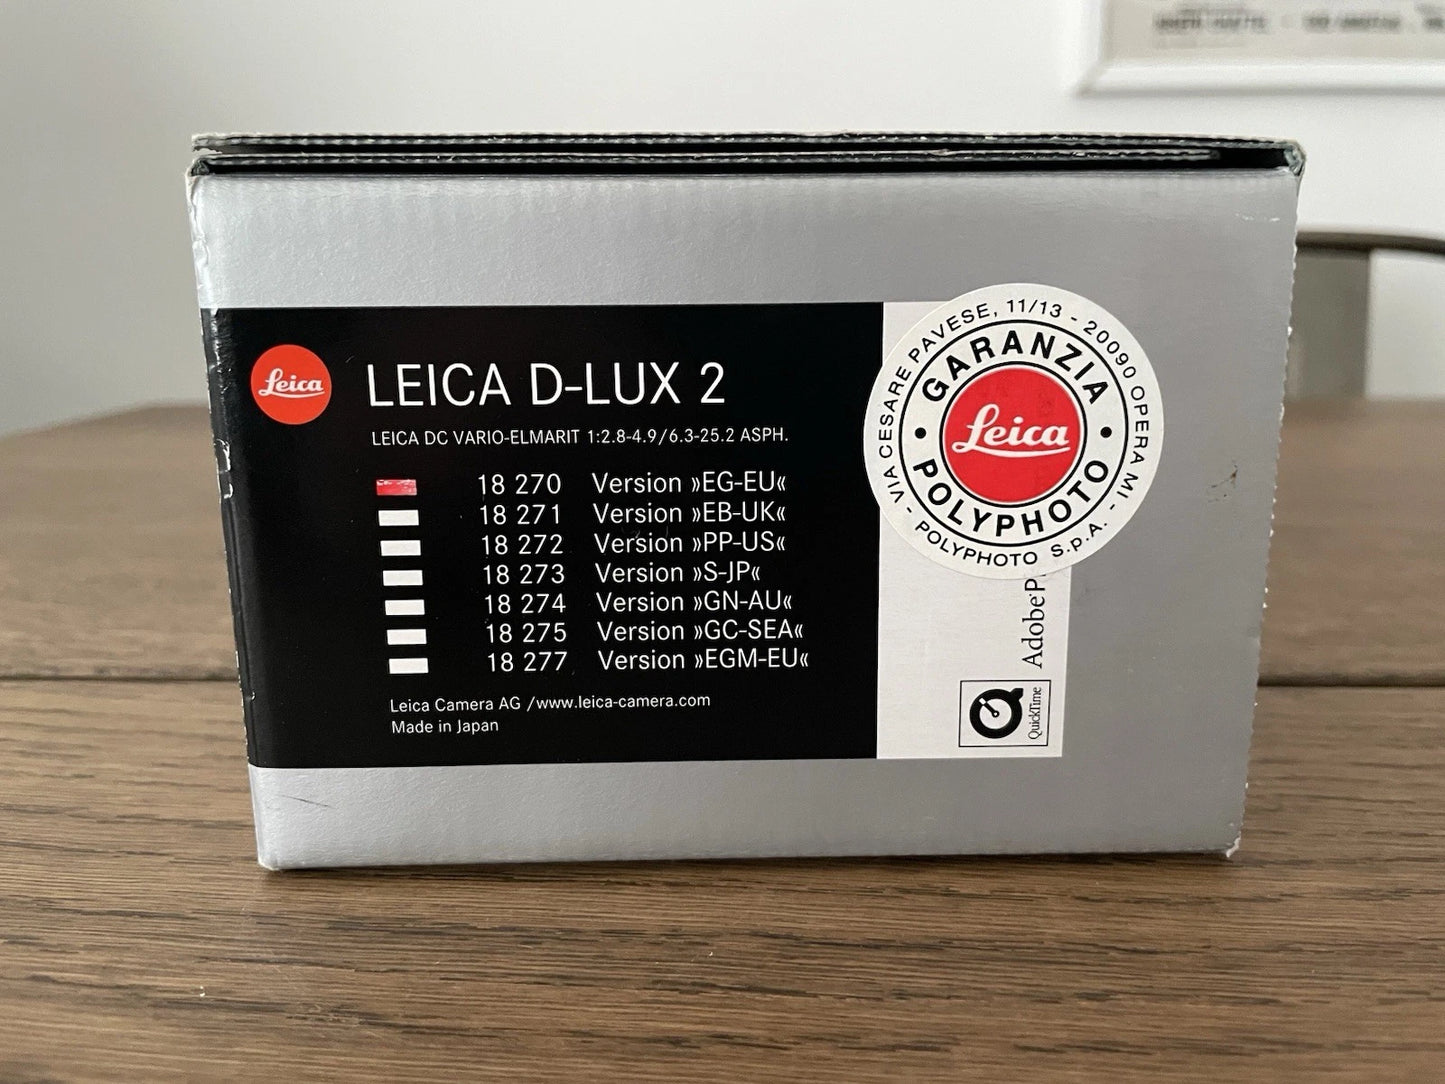 Leica
LEICA D-LUX 2
LEICA DC VARIO-ELMARIT 1:2.8-4.9/6.3-25.2 ASPH.
18 270 Version »EG-EU«
18 271 Version »EB-UK«
18 272 Version »PP-US«
18 273 Version »S-JP«
18 274 Version »GN-AU«
18 275 Version »GC-SEA«
18 277 Version »EGM-EU«
Leica Camera AG /www.leica-camera.com
Made in Japan
VIA CESARE PAVESE, 11/13 - 20090 OPERA MI -
POLYPHOTO S.p.A. -
GARANZIA
Leica
• POLYPHOTO •
Adobe
QuickTime